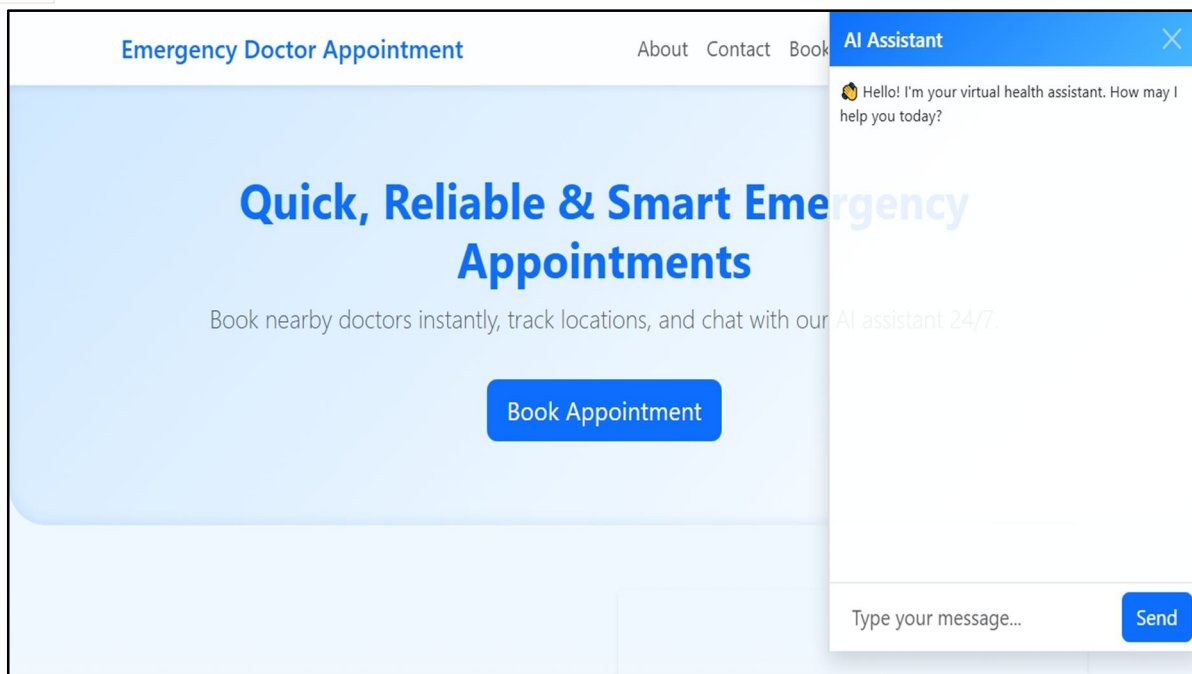 Emergency Doctor Appointment
About Contact Book
AI Assistant
👋 Hello! I'm your virtual health assistant. How may I
help you today?
Quick, Reliable & Smart Emergency
Appointments
Book nearby doctors instantly, track locations, and chat with our AI assistant 24/7.
Book Appointment
Type your message...
Send